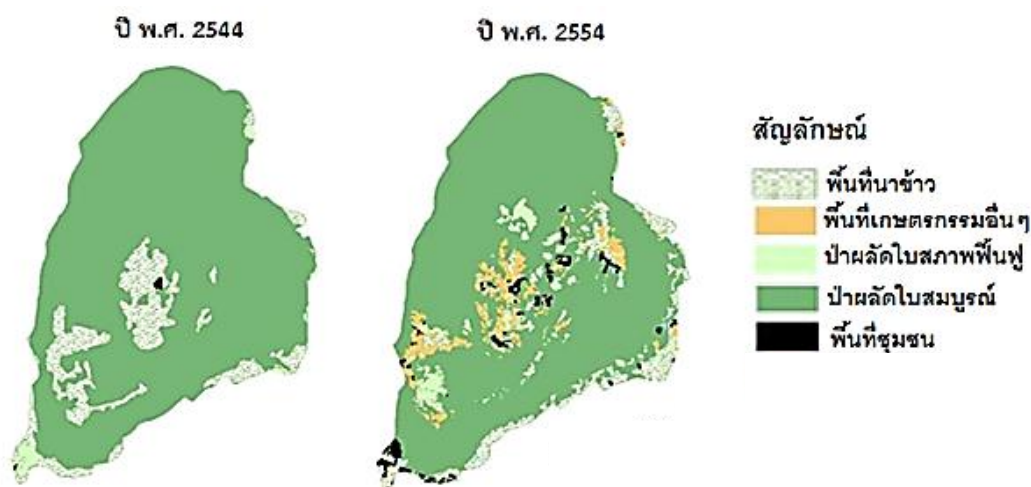 ปี พ.ศ. 2544
ปี พ.ศ. 2554
สัญลักษณ์
พื้นที่นาข้าว
พื้นที่เกษตรกรรมอื่นๆ
ป่าผลัดใบสภาพฟื้นฟู
ป่าผลัดใบสมบูรณ์
พื้นที่ชุมชน